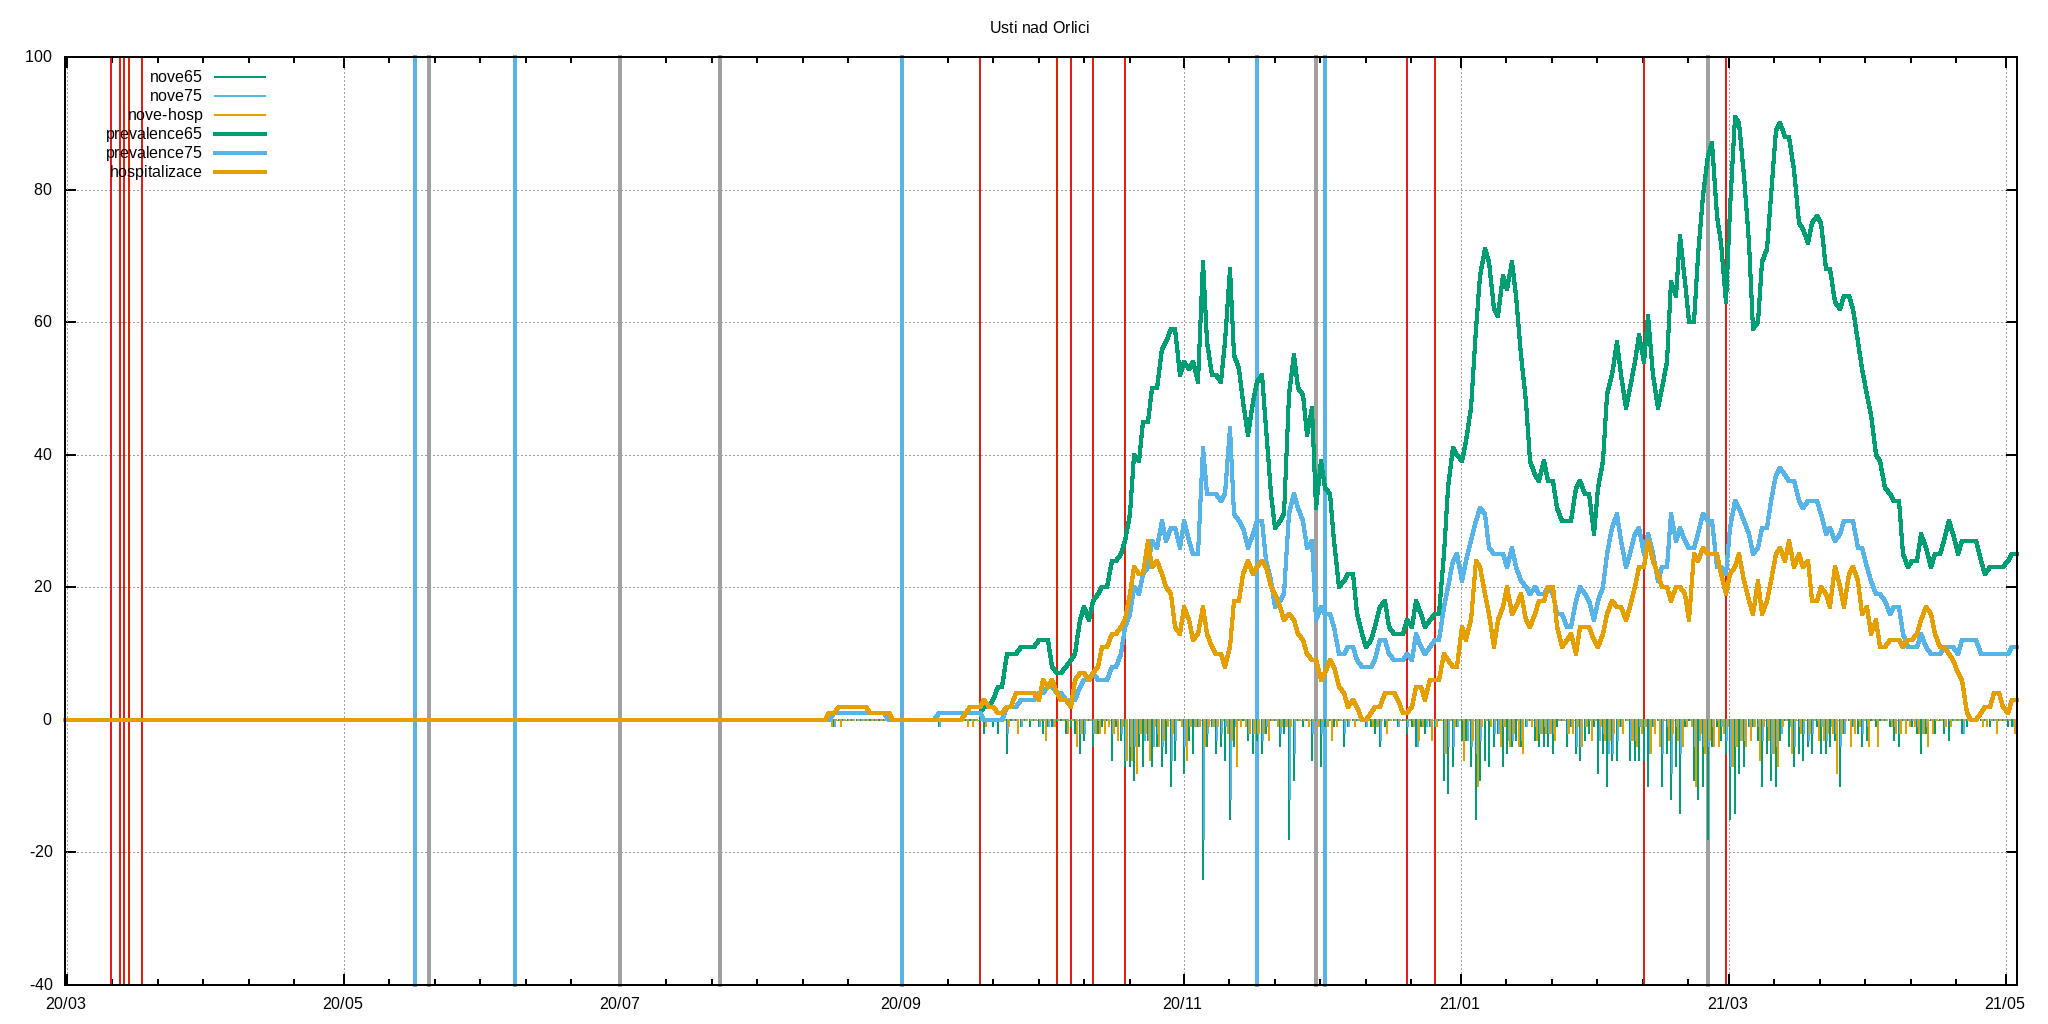 Usti nad Orlici
100
80
60
40
20
0
-20
-40
nove65
nove75
nove-hosp
prevalence65
prevalence75
hospitalizace
20/03 20/05 20/07 20/09 20/11 21/01 21/03 21/05